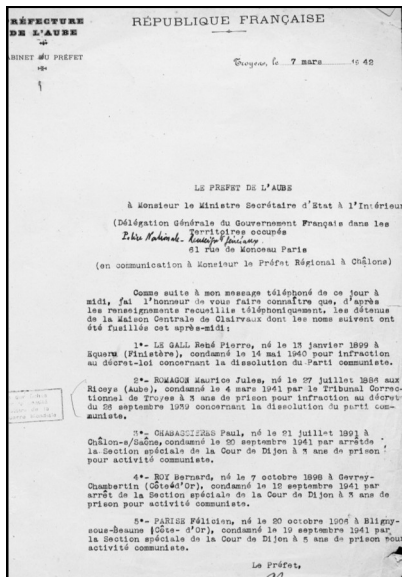 PRÉFECTURE
DE L'AUBE
CABINET DU PRÉFET
RÉPUBLIQUE FRANÇAISE
Troyes, le 7 mars 1942
LE PREFET DE L'AUBE
à Monsieur le Ministre Secrétaire d'Etat à l'Intérieur
(Délégation Générale du Gouvernement Français dans les
Territoires occupés
Police Nationale - Renseignts généraux.
61 rue de Monceau Paris
(en communication à Monsieur le Préfet Régional à Châlons)
Comme suite à mon message téléphoné de ce jour à
midi, j'ai l'honneur de vous faire connaître que, d'après
les renseignements recueillis téléphoniquement, les détenus
de la Maison Centrale de Clairvaux dont les noms suivent ont
été fusillés cet après-midi:
1°- LE GALL René Pierre, né le 13 janvier 1899 à
Equeru (Finistère), condamné le 14 mai 1940 pour infraction
au décret-loi concernant la dissolution du Parti communiste.
2°- ROMAGON Maurice Jules, né le 27 juillet 1884 aux
Riceys (Aube), condamné le 4 mars 1941 par le Tribunal Correc-
tionnel de Troyes à 3 ans de prison pour infraction au décret-
du 26 septembre 1939 concernant la dissolution du parti com-
muniste.
3°- CHABAGUIERES Paul, né le 21 juillet 1891 à
Châlon-s/Saône, condamné le 20 septembre 1941 par arrêt de
la Section spéciale de la Cour de Dijon à 3 ans de prison
pour activité communiste.
4°- ROY Bernard, né le 7 octobre 1898 à Gevrey-
Chambertin (Côte d'Or), condamné le 12 septembre 1941 par
arrêt de la Section spéciale de la Cour de Dijon à 3 ans de
prison pour activité communiste.
5°- PARIZE Félicien, né le 20 octobre 1906 à Bligny-
sous-Beaune (Côte- d'Or), condamné le 19 septembre 1941 par
la Section spéciale de la Cour de Dijon à 3 ans de prison pour
activité communiste.
Le Préfet,